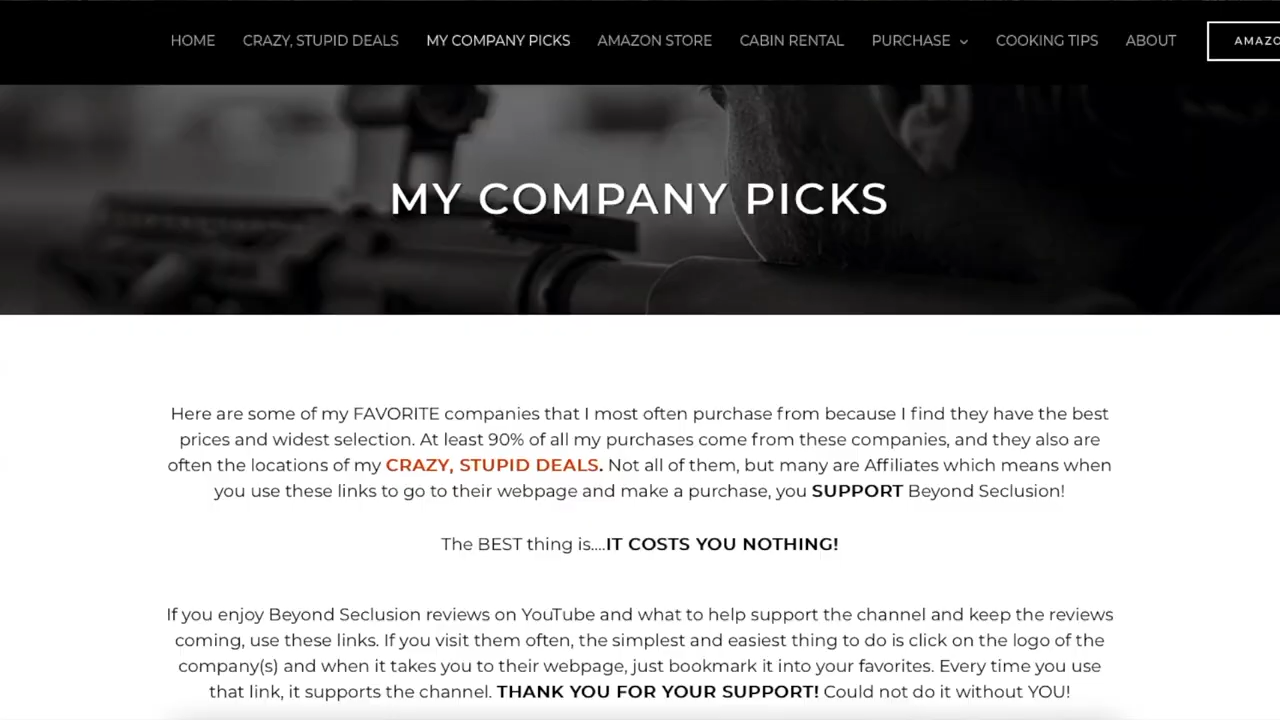 HOME CRAZY, STUPID DEALS MY COMPANY PICKS AMAZON STORE CABIN RENTAL PURCHASE COOKING TIPS ABOUT
MY COMPANY PICKS
Here are some of my FAVORITE companies that I most often purchase from because I find they have the best
prices and widest selection. At least 90% of all my purchases come from these companies, and they also are
often the locations of my CRAZY, STUPID DEALS. Not all of them, but many are Affiliates which means when
you use these links to go to their webpage and make a purchase, you SUPPORT Beyond Seclusion!
The BEST thing is....IT COSTS YOU NOTHING!
If you enjoy Beyond Seclusion reviews on YouTube and what to help support the channel and keep the reviews
coming, use these links. If you visit them often, the simplest and easiest thing to do is click on the logo of the
company(s) and when it takes you to their webpage, just bookmark it into your favorites. Every time you use
that link, it supports the channel. THANK YOU FOR YOUR SUPPORT! Could not do it without YOU!